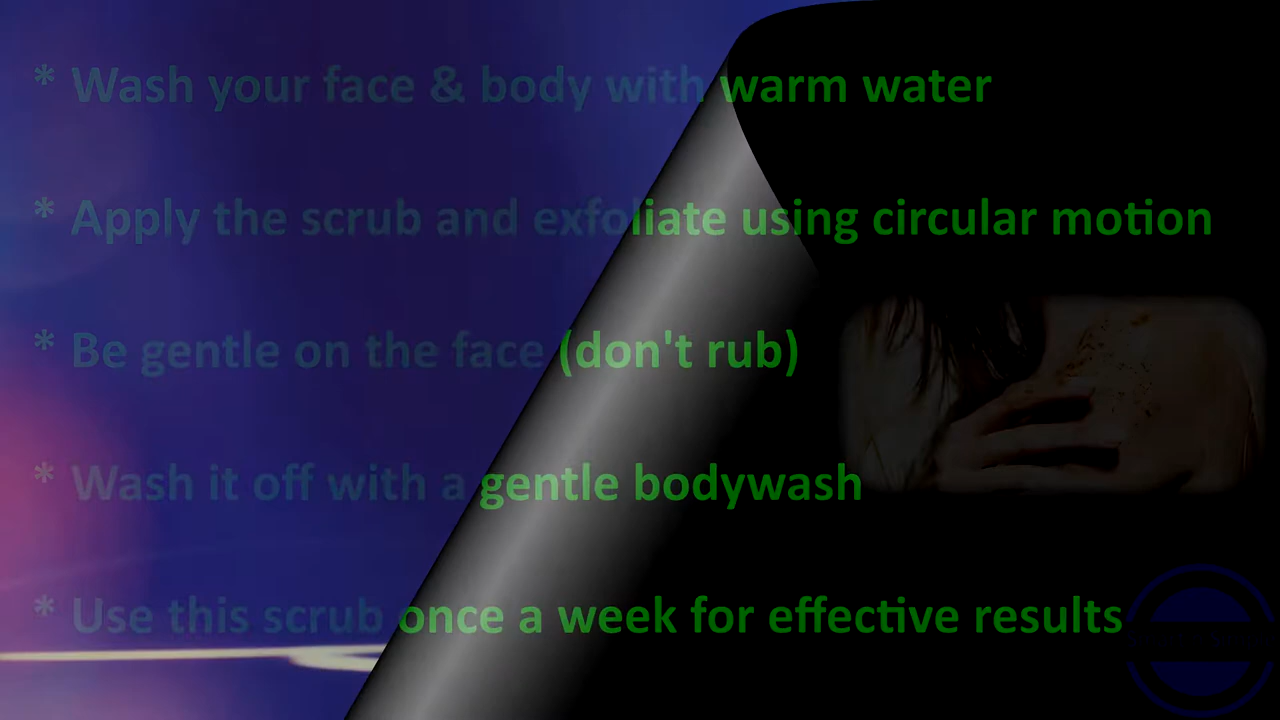 * Wash your face & body with warm water
* Apply the scrub and exfoliate using circular motion
* Be gentle on the face (don't rub)
* Wash it off with a gentle bodywash
* Use this scrub once a week for effective results